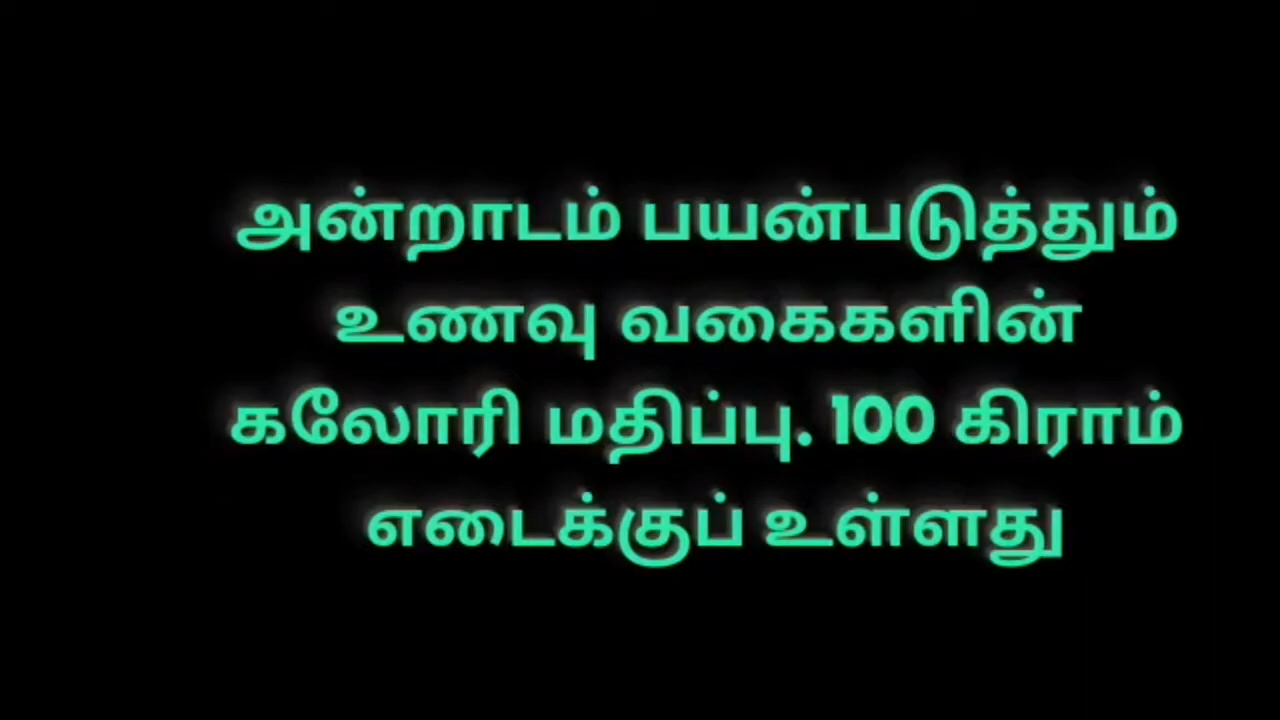 அன்றாடம் பயன்படுத்தும்
உணவு வகைகளின்
கலோரி மதிப்பு. 100 கிராம்
எடைக்குப் உள்ளது